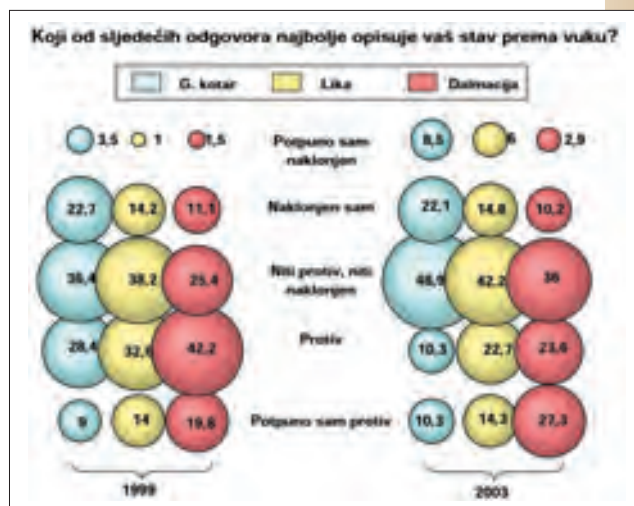 Koji od sljedećih odgovora najbolje opisuje vaš stav prema vuku?
G. kotar Lika Dalmacija
3,5 1 1,5 Potpuno sam naklonjen 8,5 6 2,9
22,7 14,2 11,1 Naklonjen sam 22,1 14,8 10,2
38,2 25,4 Niti protiv, niti naklonjen 48,9 42,2 36
28,4 32,6 42,2 Protiv 10,3 22,7 23,6
9 14 19,8 Potpuno sam protiv 10,3 14,3 27,3
1999 2003